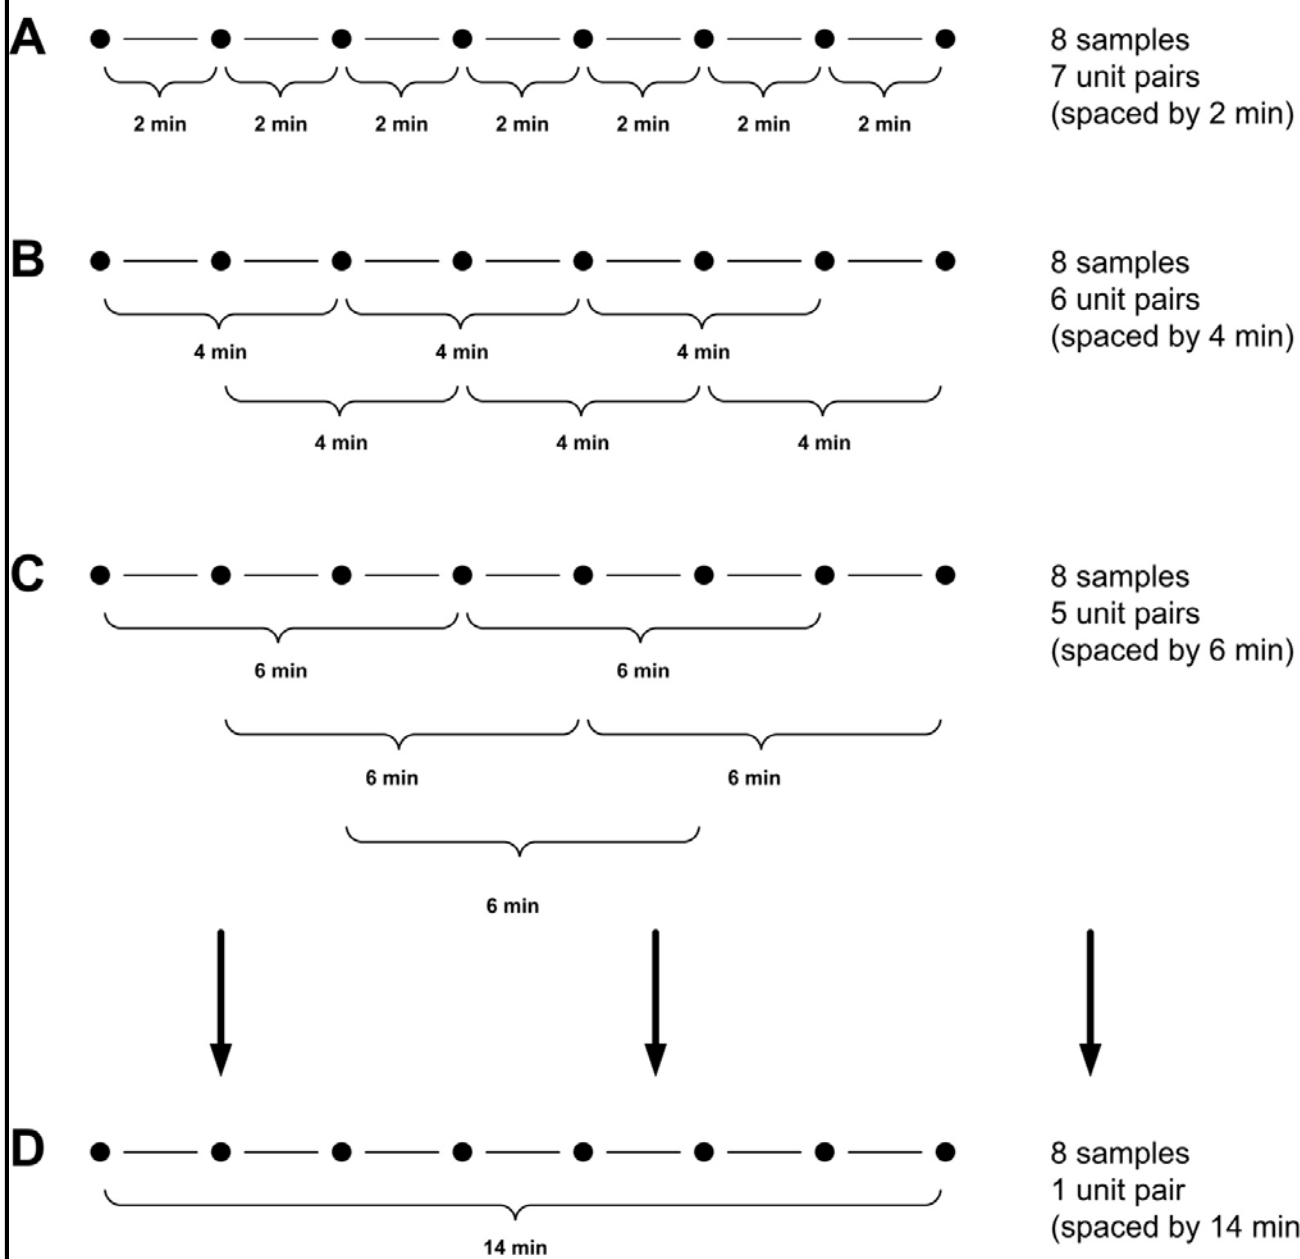 A
8 samples
7 unit pairs
(spaced by 2 min)
2 min 2 min 2 min 2 min 2 min 2 min 2 min
B
8 samples
6 unit pairs
(spaced by 4 min)
4 min 4 min 4 min
4 min 4 min 4 min
C
8 samples
5 unit pairs
(spaced by 6 min)
6 min 6 min
6 min 6 min
6 min
D
8 samples
1 unit pair
(spaced by 14 min
14 min